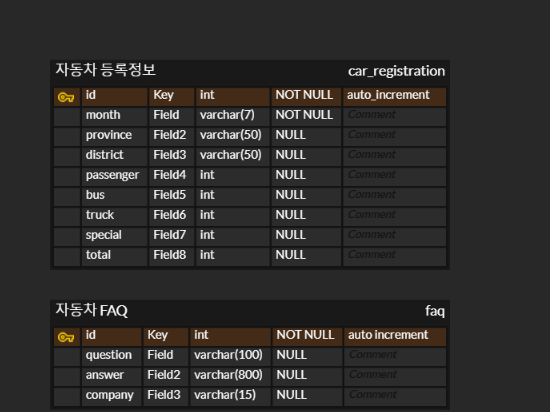 자동차 등록정보 car_registration
id Key int NOT NULL auto_increment
month Field varchar(7) NOT NULL Comment
province Field2 varchar(50) NULL Comment
district Field3 varchar(50) NULL Comment
passenger Field4 int NULL Comment
bus Field5 int NULL Comment
truck Field6 int NULL Comment
special Field7 int NULL Comment
total Field8 int NULL Comment
자동차 FAQ faq
id Key int NOT NULL auto increment
question Field varchar(100) NULL Comment
answer Field2 varchar(800) NULL Comment
company Field3 varchar(15) NULL Comment